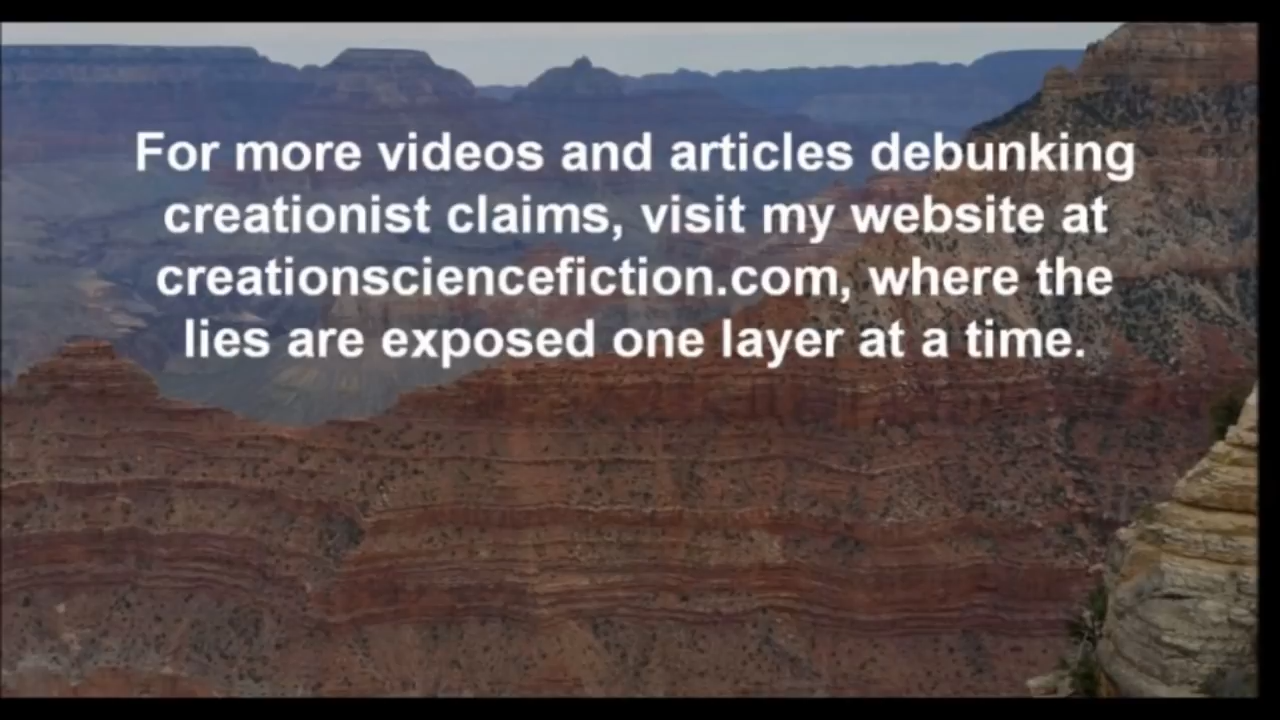 For more videos and articles debunking
creationist claims, visit my website at
creationsciencefiction.com, where the
lies are exposed one layer at a time.